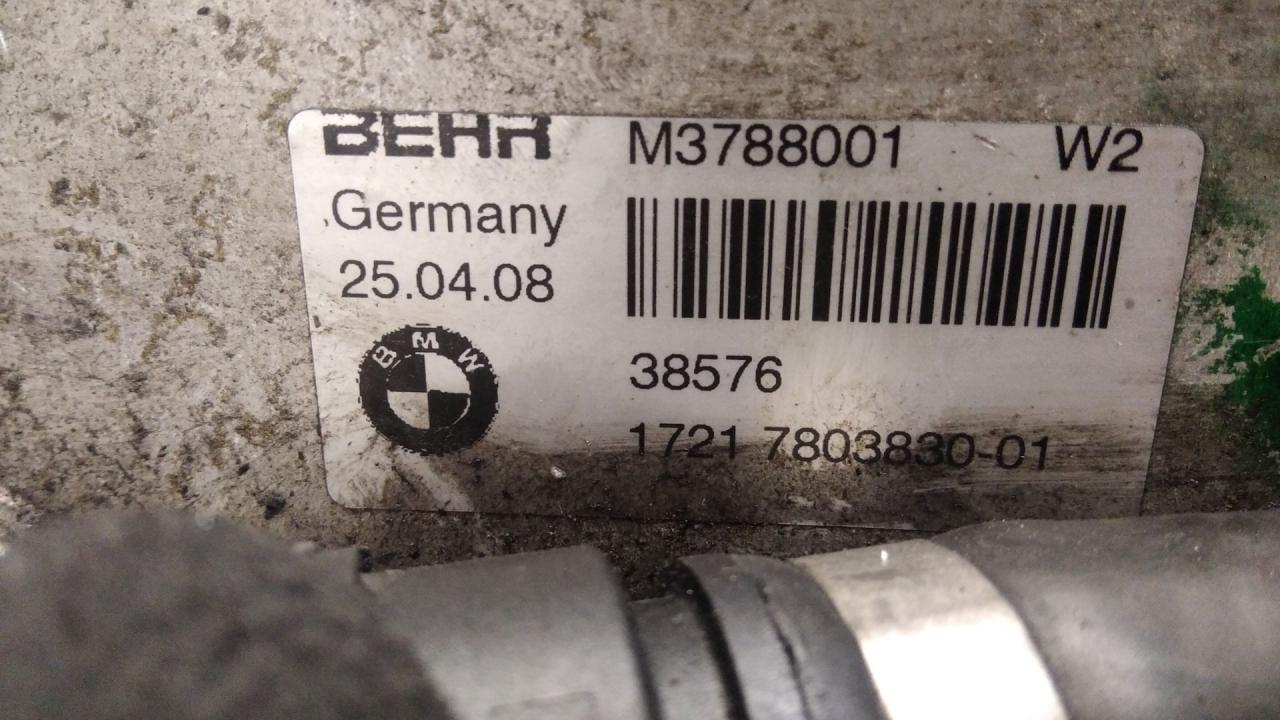 BEHR M3788001 W2
Germany
25.04.08
BMW
38576
1721 7803830-01